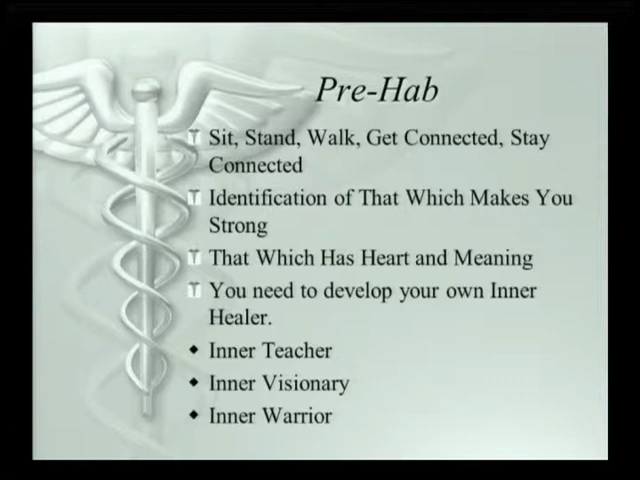 Pre-Hab
Sit, Stand, Walk, Get Connected, Stay
Connected
Identification of That Which Makes You
Strong
That Which Has Heart and Meaning
You need to develop your own Inner
Healer.
Inner Teacher
Inner Visionary
Inner Warrior